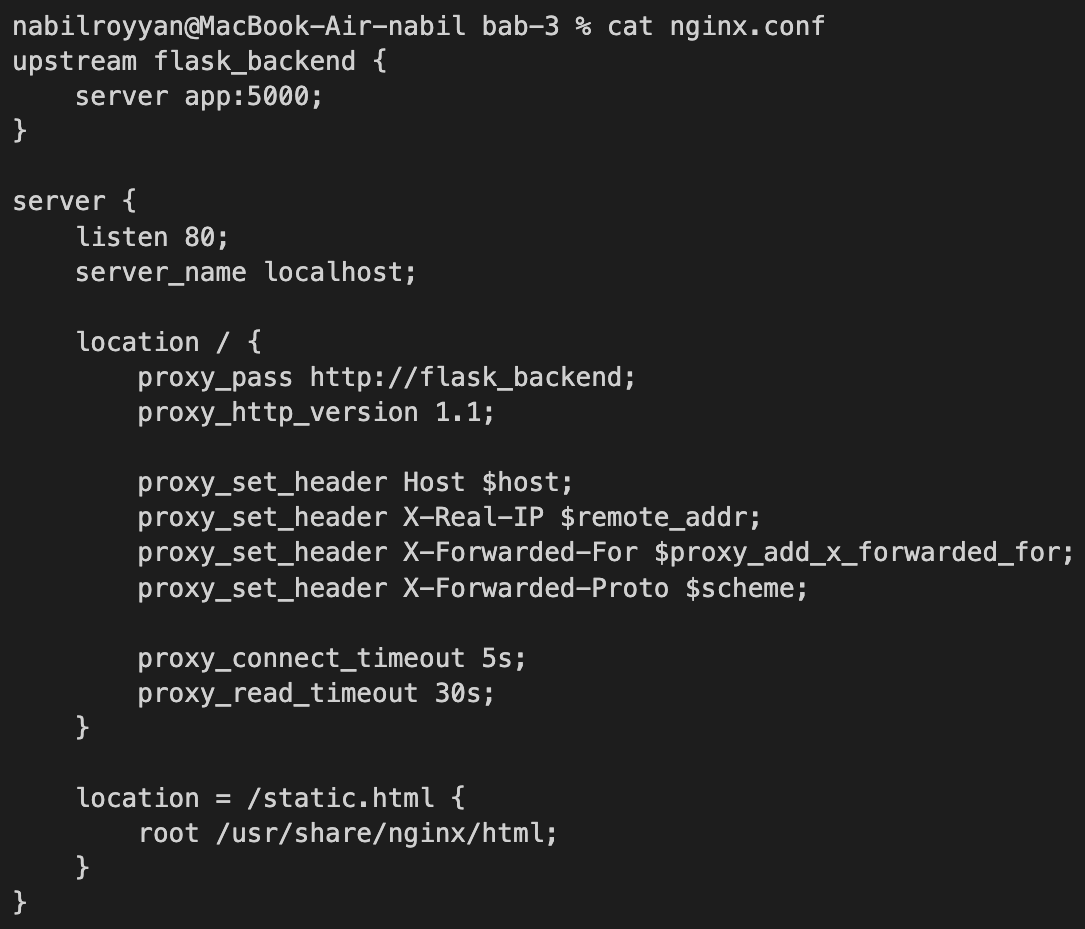 nabilroyyan@MacBook-Air-nabil bab-3 % cat nginx.conf
upstream flask_backend {
    server app:5000;
}

server {
    listen 80;
    server_name localhost;

    location / {
        proxy_pass http://flask_backend;
        proxy_http_version 1.1;

        proxy_set_header Host $host;
        proxy_set_header X-Real-IP $remote_addr;
        proxy_set_header X-Forwarded-For $proxy_add_x_forwarded_for;
        proxy_set_header X-Forwarded-Proto $scheme;

        proxy_connect_timeout 5s;
        proxy_read_timeout 30s;
    }

    location = /static.html {
        root /usr/share/nginx/html;
    }
}